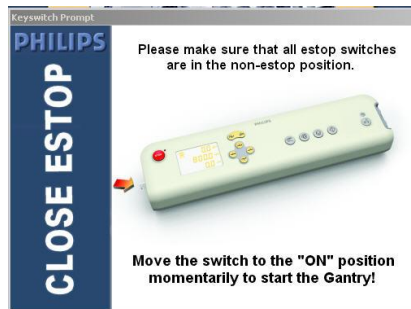 Keyswitch Prompt
PHILIPS
CLOSE ESTOP
Please make sure that all estop switches
are in the non-estop position.
PHILIPS
Move the switch to the "ON" position
momentarily to start the Gantry!